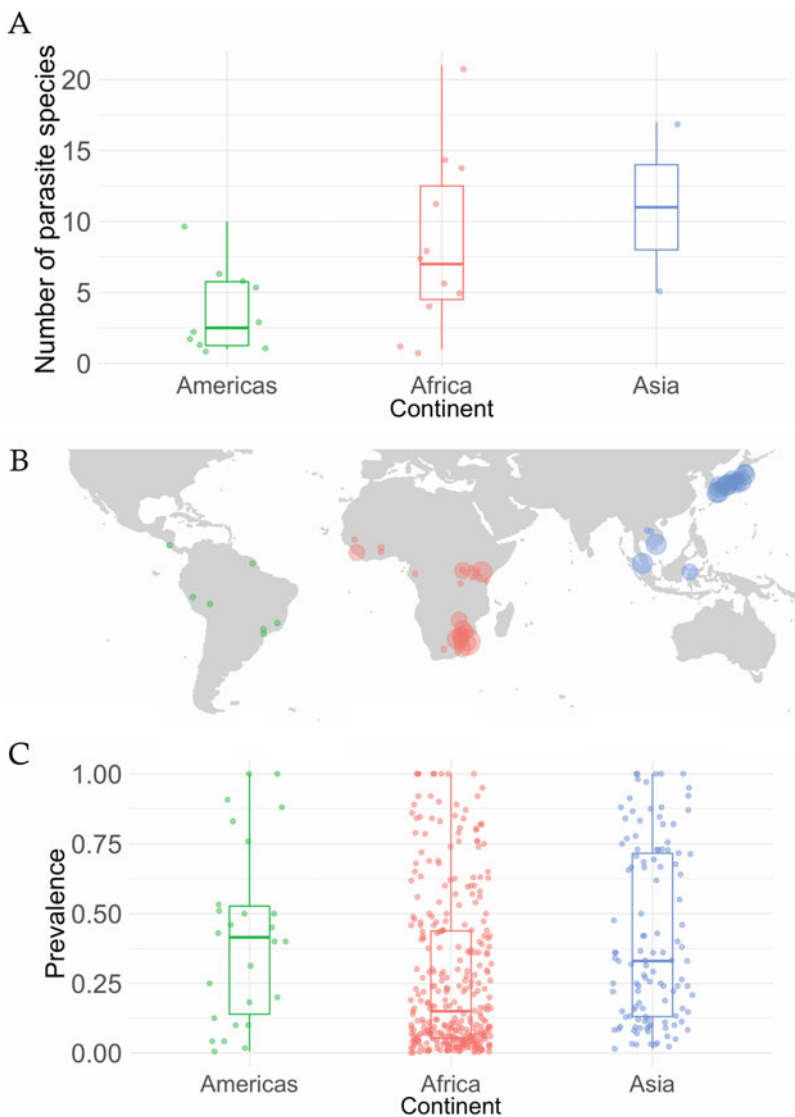 A
Number of parasite species
20
15
10
5
0
Americas
Africa
Asia
Continent
B
C
Prevalence
1.00
0.75
0.50
0.25
0.00
Americas
Africa
Asia
Continent